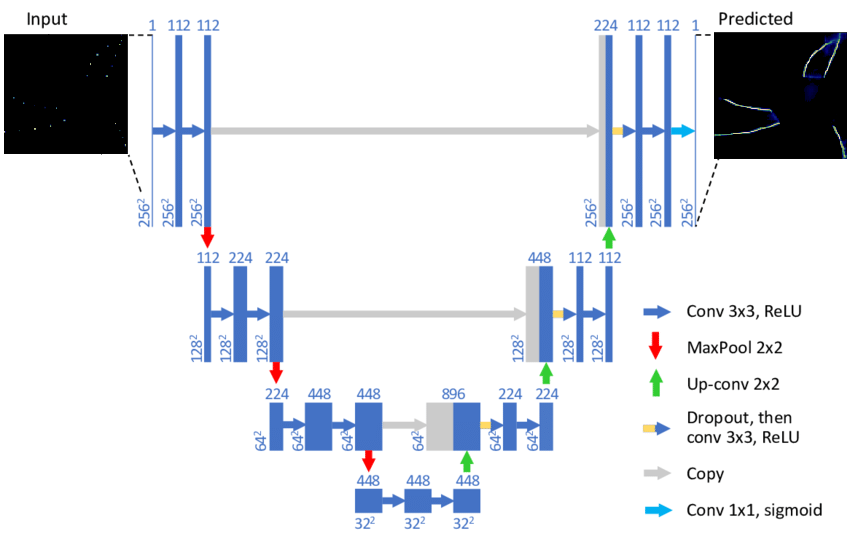 Input
Predicted
1 112 112
224 112 112 1
256² 256² 256²
256² 256² 256² 256²
112 224 224
448 112 112
128² 128² 128²
128² 128² 128²
224 448 448
896 224 224
64² 64² 64²
64² 64² 64²
448 448 448
32² 32² 32²
Conv 3x3, ReLU
MaxPool 2x2
Up-conv 2x2
Dropout, then
conv 3x3, ReLU
Copy
Conv 1x1, sigmoid